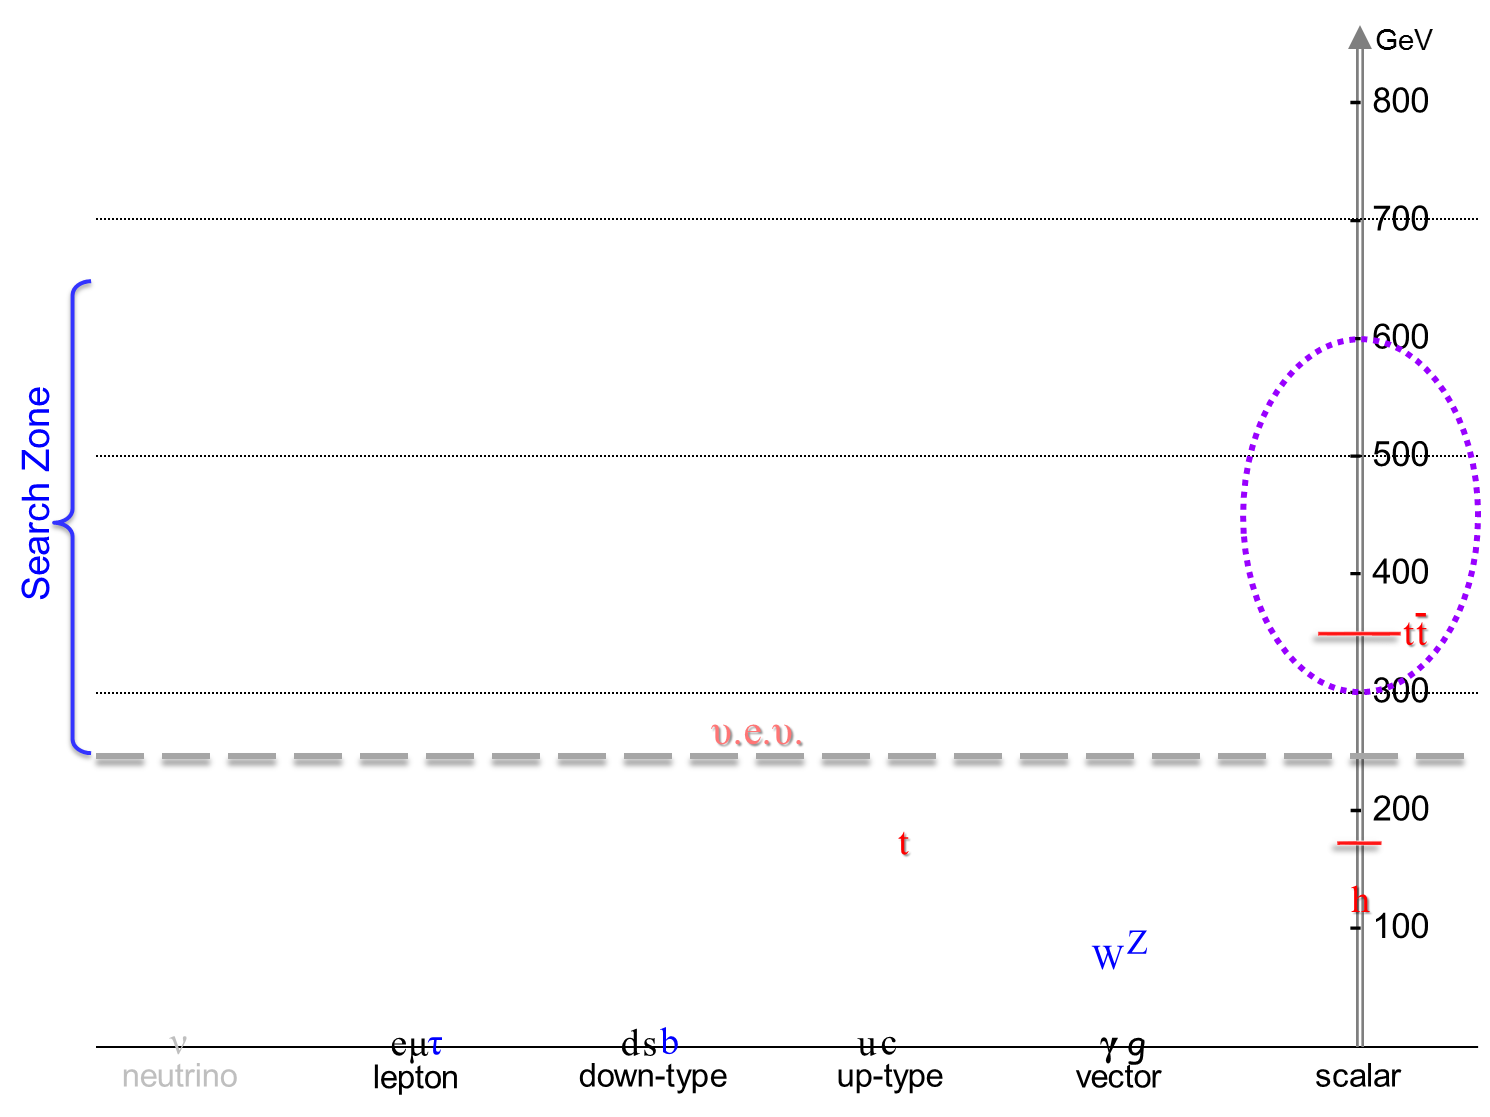 GeV
800
700
600
500
400
tt̄
300
υ.e.υ.
200
t
h
100
W Z
Search Zone
ν eμτ dsb uc γ g
neutrino lepton down-type up-type vector scalar